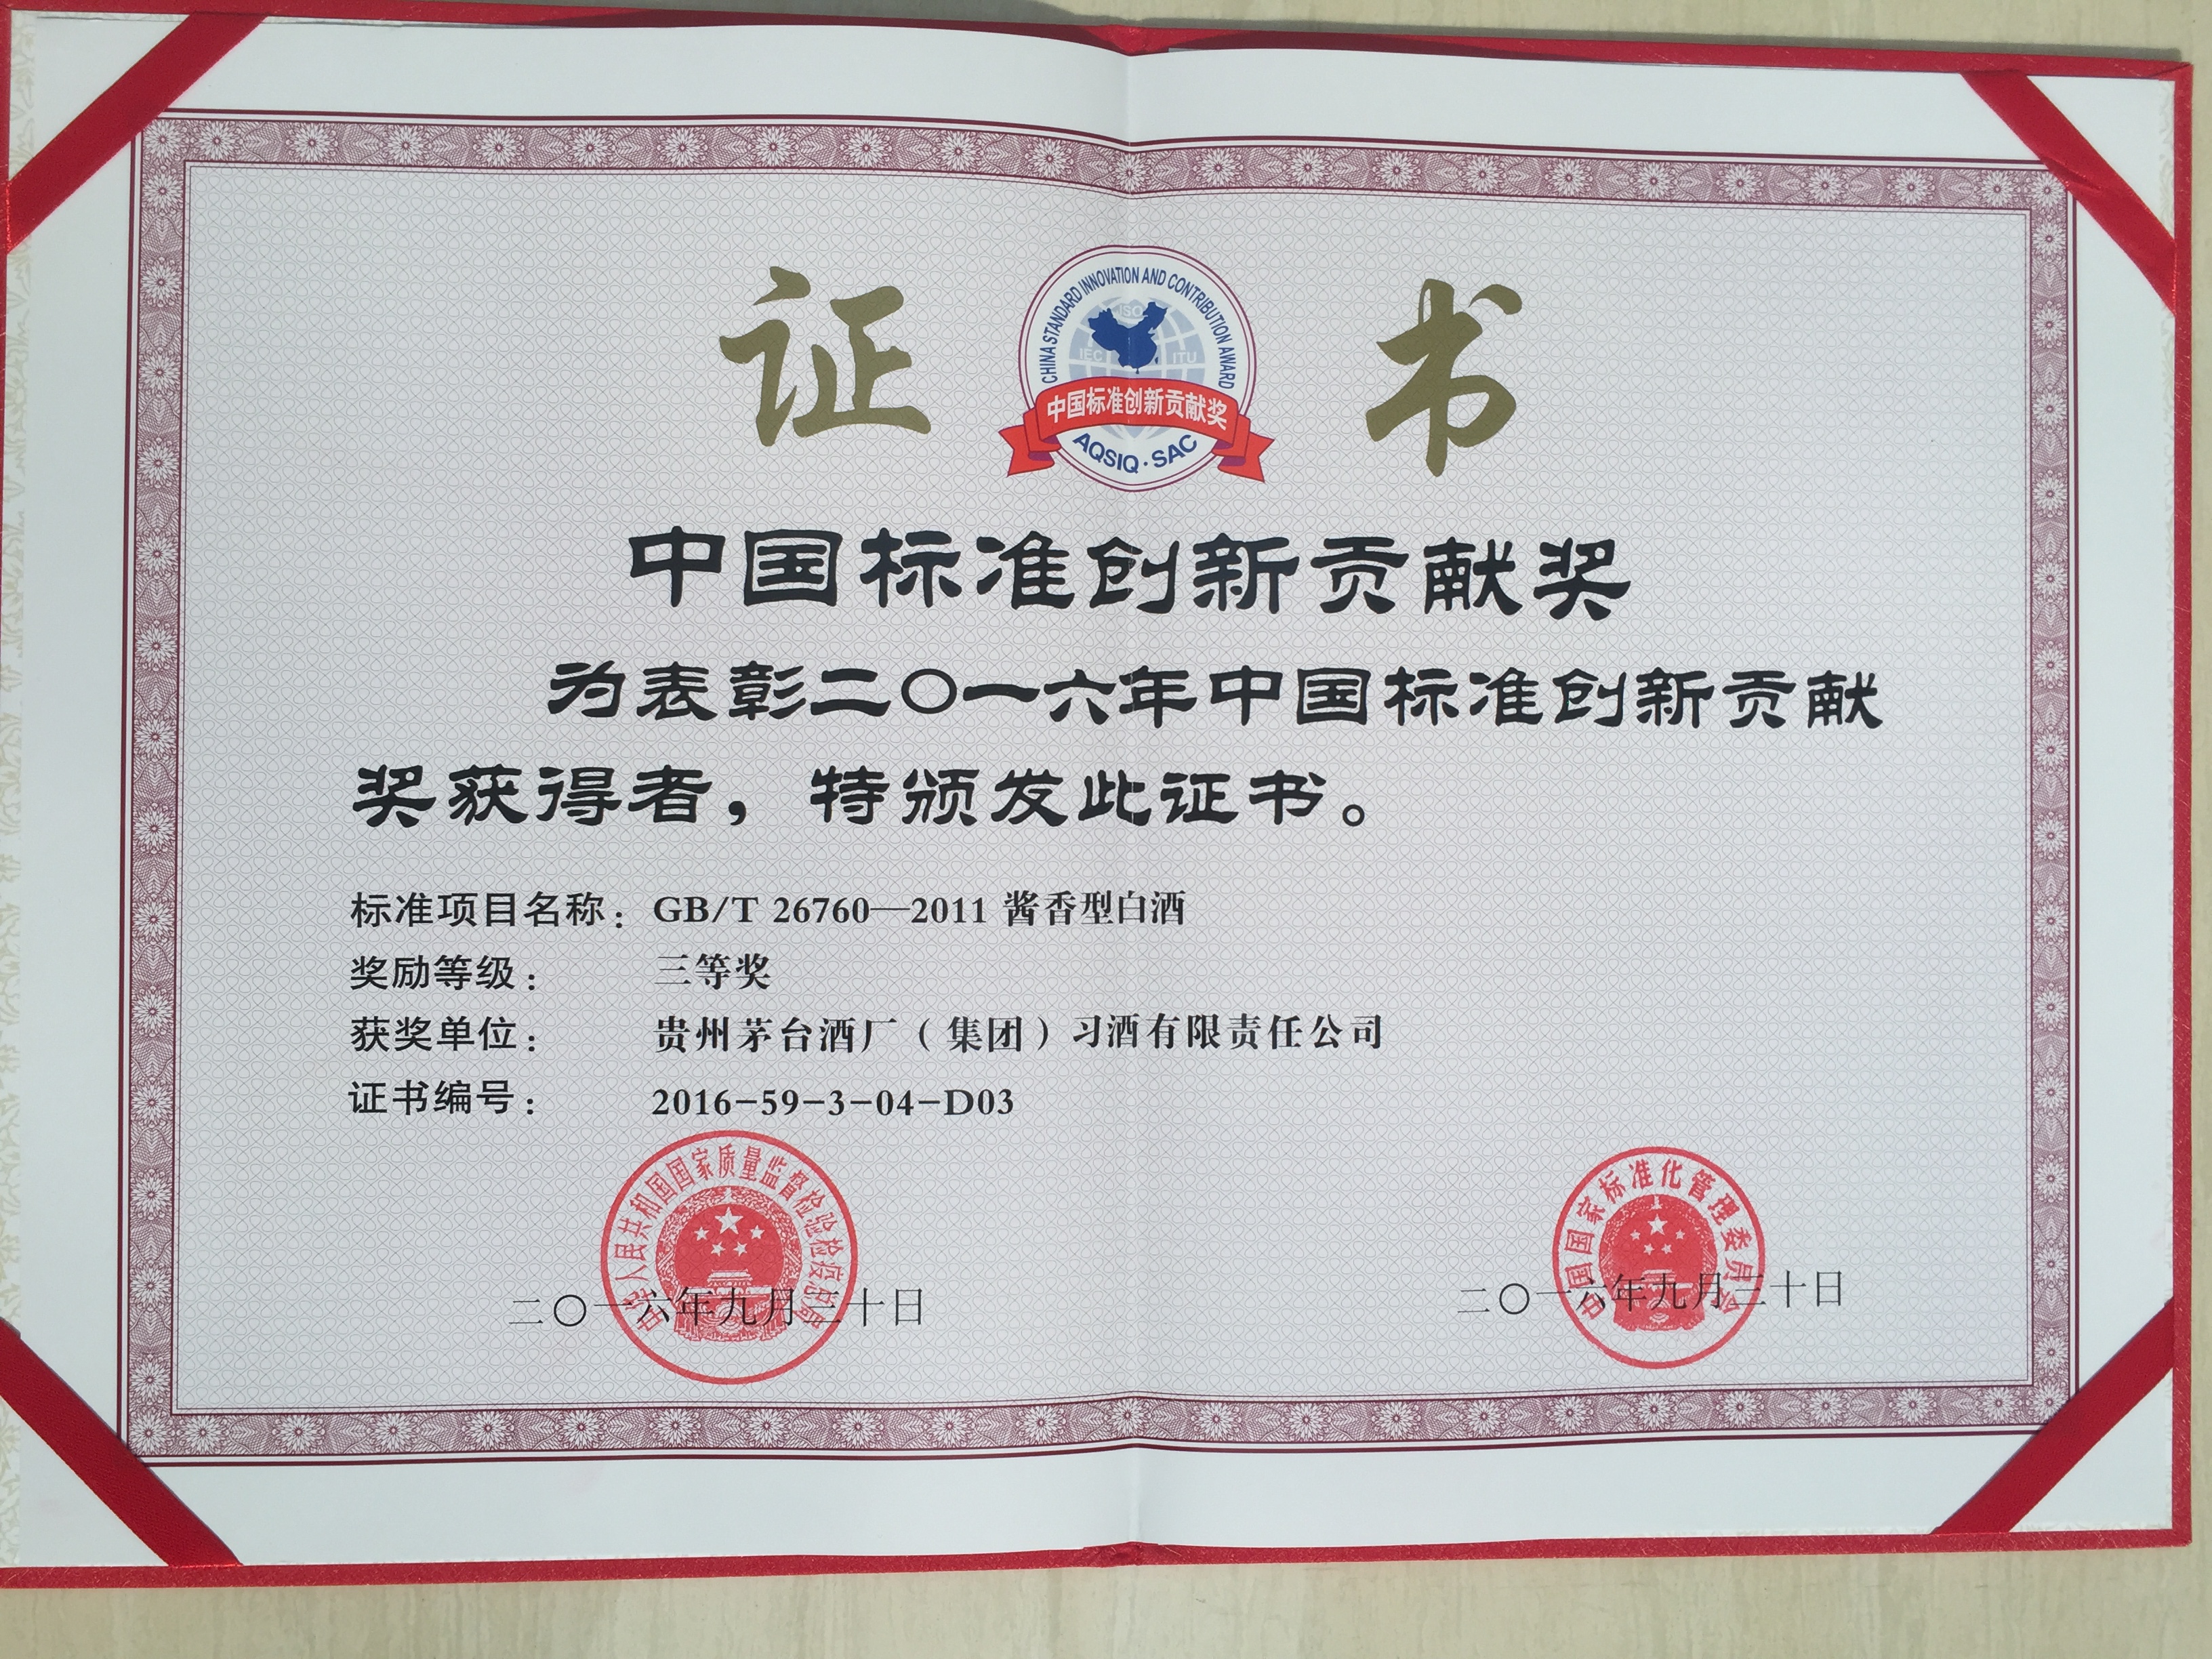 证 书
CHINA STANDARD INNOVATION AND CONTRIBUTION AWARD
ISO
IEC ITU
中国标准创新贡献奖
AQSIQ·SAC
中国标准创新贡献奖
为表彰二〇一六年中国标准创新贡献
奖获得者，特颁发此证书。
标准项目名称：GB/T 26760—2011 酱香型白酒
奖励等级：三等奖
获奖单位：贵州茅台酒厂（集团）习酒有限责任公司
证书编号：2016-59-3-04-D03
中华人民共和国国家质量监督检验检疫总局
二〇一六年九月三十日
中国国家标准化管理委员会
二〇一六年九月三十日